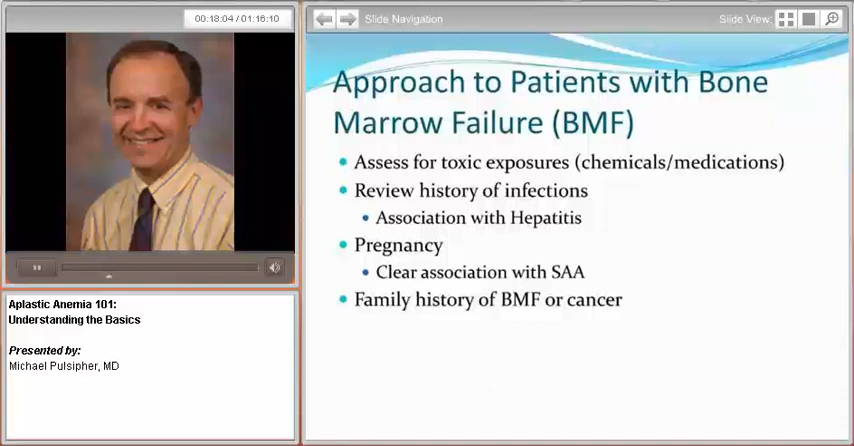 00:18:04 / 01:16:10
Slide Navigation
Slide View:
Approach to Patients with Bone
Marrow Failure (BMF)
• Assess for toxic exposures (chemicals/medications)
• Review history of infections
• Association with Hepatitis
• Pregnancy
• Clear association with SAA
• Family history of BMF or cancer
Aplastic Anemia 101:
Understanding the Basics
Presented by:
Michael Pulsipher, MD